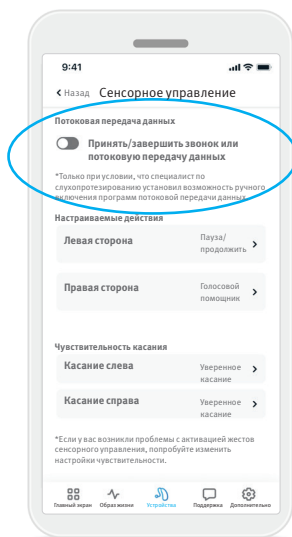 9:41
Назад Сенсорное управление
Потоковая передача данных
Принять/завершить звонок или
потоковую передачу данных
*Только при условии, что специалист по
слухопротезированию установил возможность ручного
включения программ потоковой передачи данных
Настраиваемые действия
Левая сторона Пауза/
продолжить
Правая сторона Голосовой
помощник
Чувствительность касания
Касание слева Уверенное
касание
Касание справа Уверенное
касание
*Если у вас возникли проблемы с активацией жестов
сенсорного управления, попробуйте изменить
настройки чувствительности.
Главный экран Образ жизни Устройства Поддержка Дополнительно